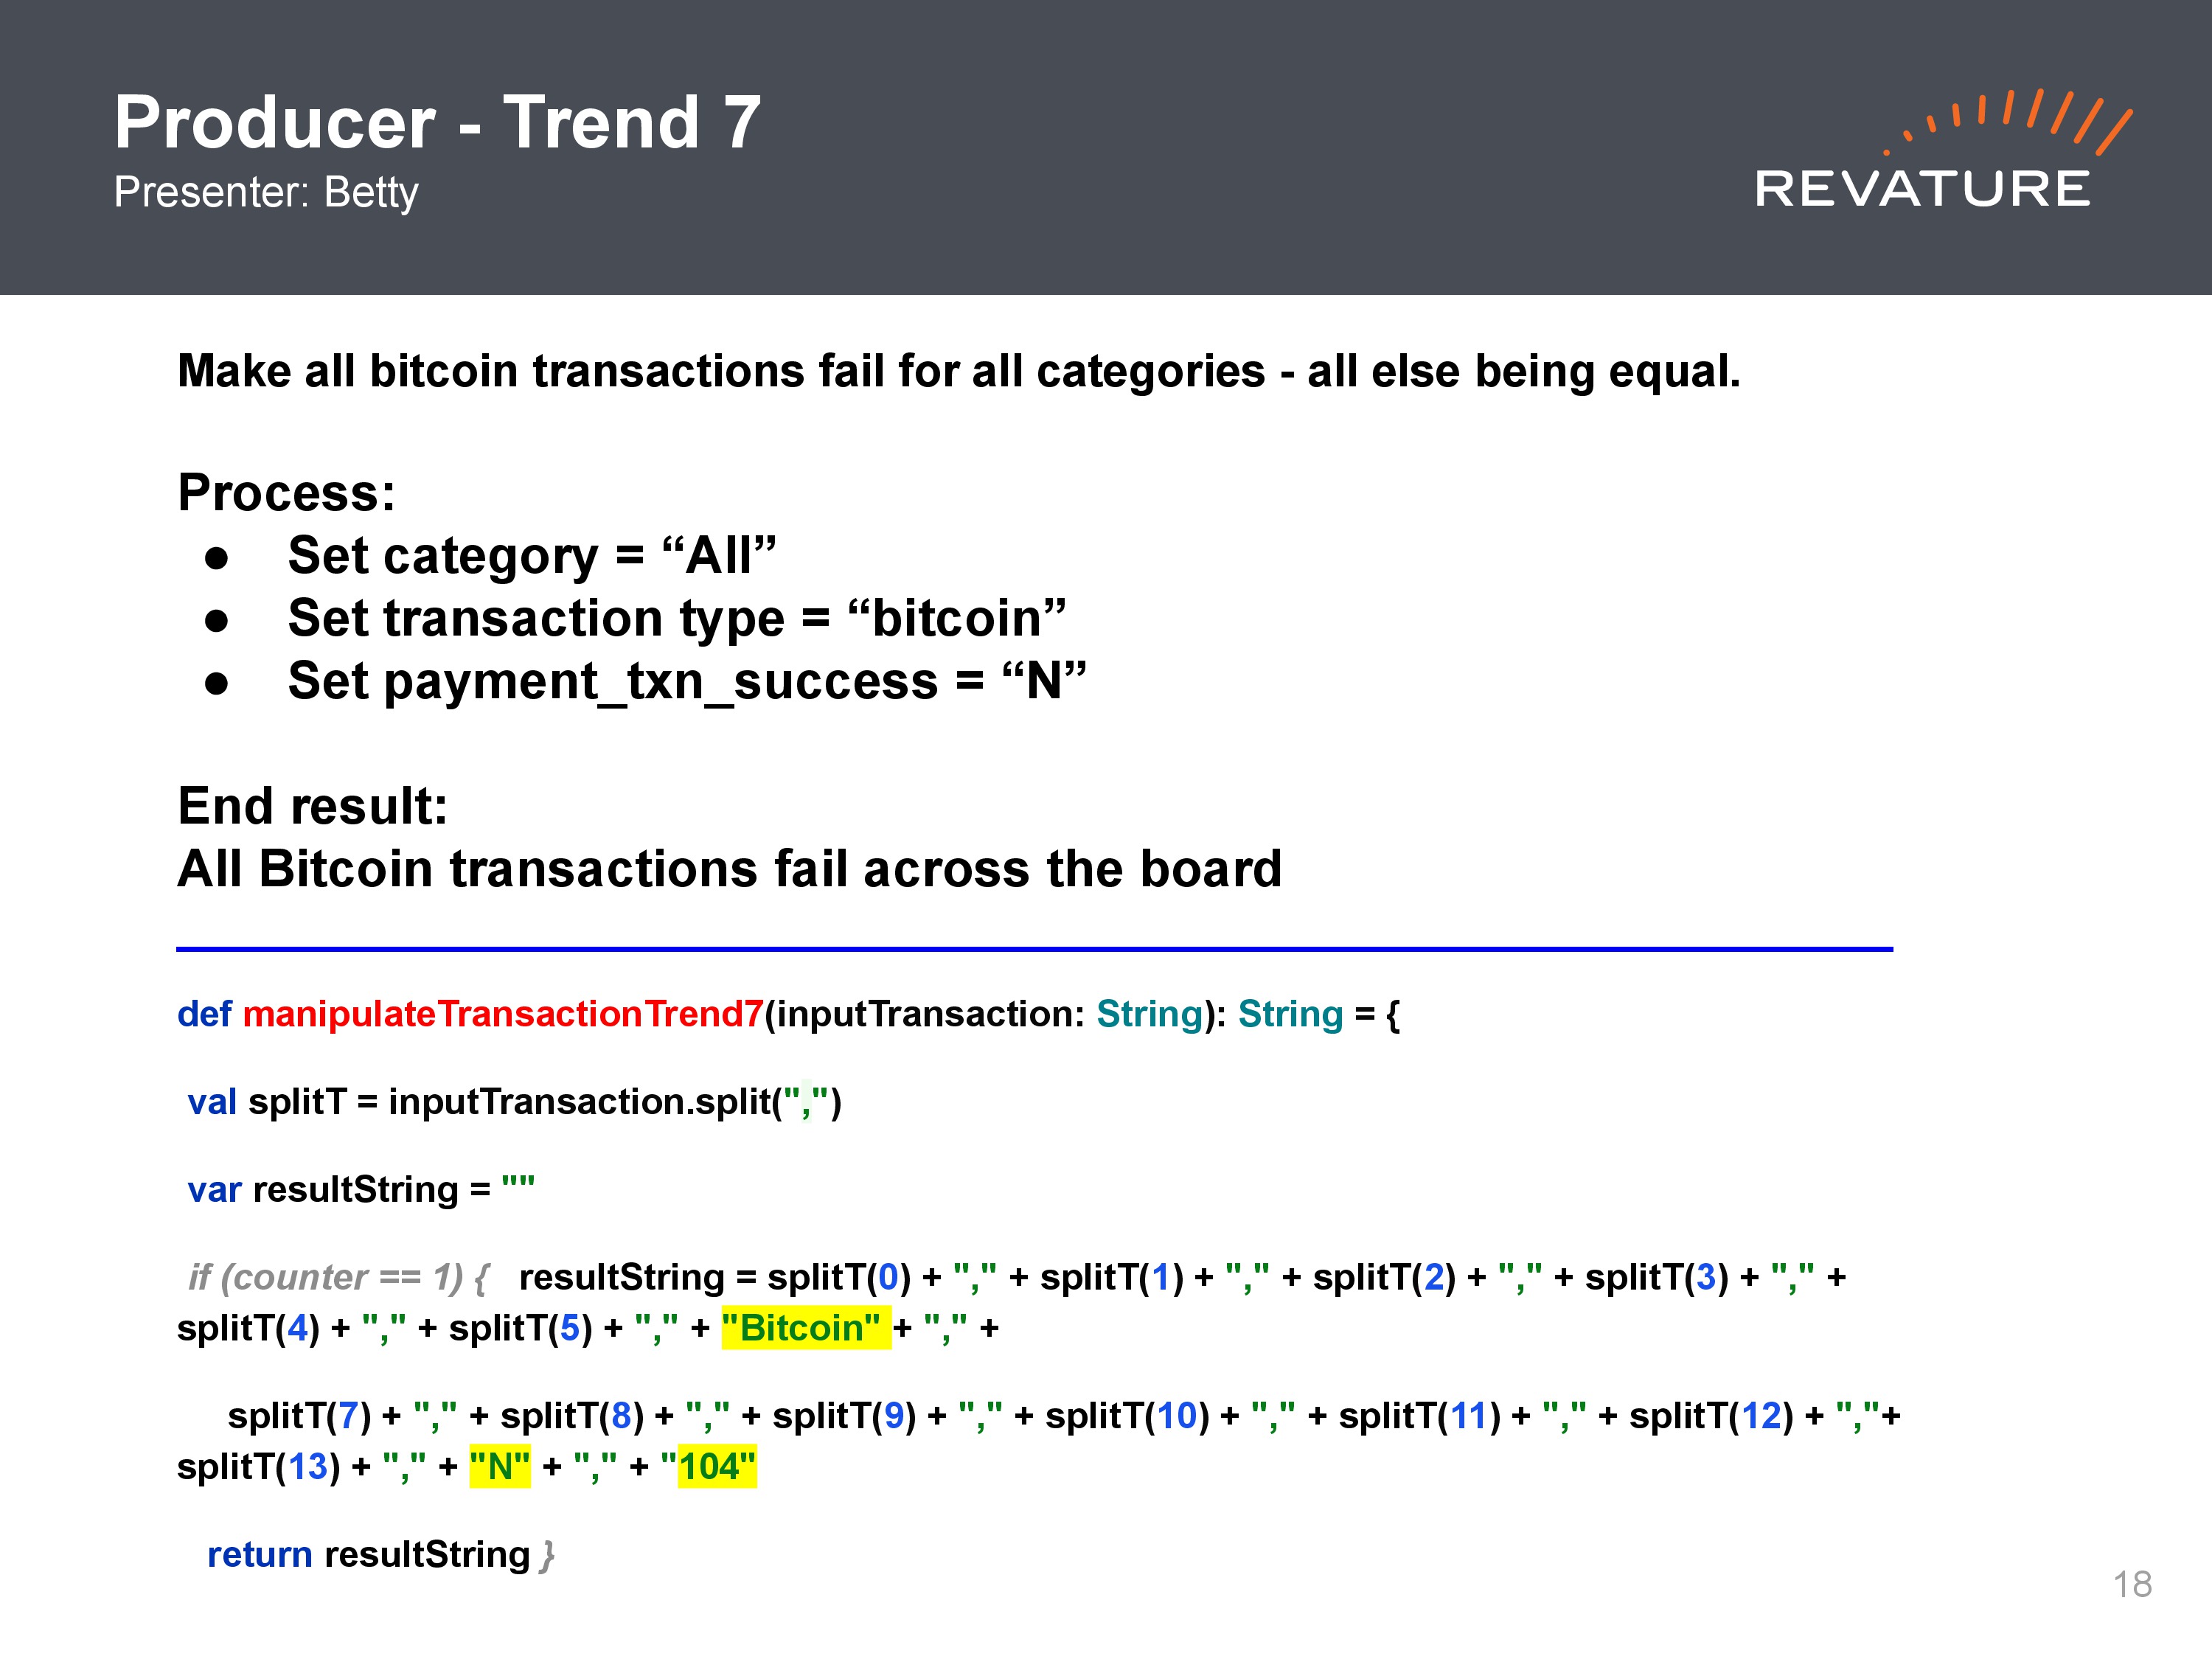 Producer - Trend 7
Presenter: Betty
REVATURE
Make all bitcoin transactions fail for all categories - all else being equal.
Process:
● Set category = “All”
● Set transaction type = “bitcoin”
● Set payment_txn_success = “N”
End result:
All Bitcoin transactions fail across the board
def manipulateTransactionTrend7(inputTransaction: String): String = {
val splitT = inputTransaction.split(",")
var resultString = ""
if (counter == 1) { resultString = splitT(0) + "," + splitT(1) + "," + splitT(2) + "," + splitT(3) + "," +
splitT(4) + "," + splitT(5) + "," + "Bitcoin" + "," +
splitT(7) + "," + splitT(8) + "," + splitT(9) + "," + splitT(10) + "," + splitT(11) + "," + splitT(12) + ","+
splitT(13) + "," + "N" + "," + "104"
return resultString }
18